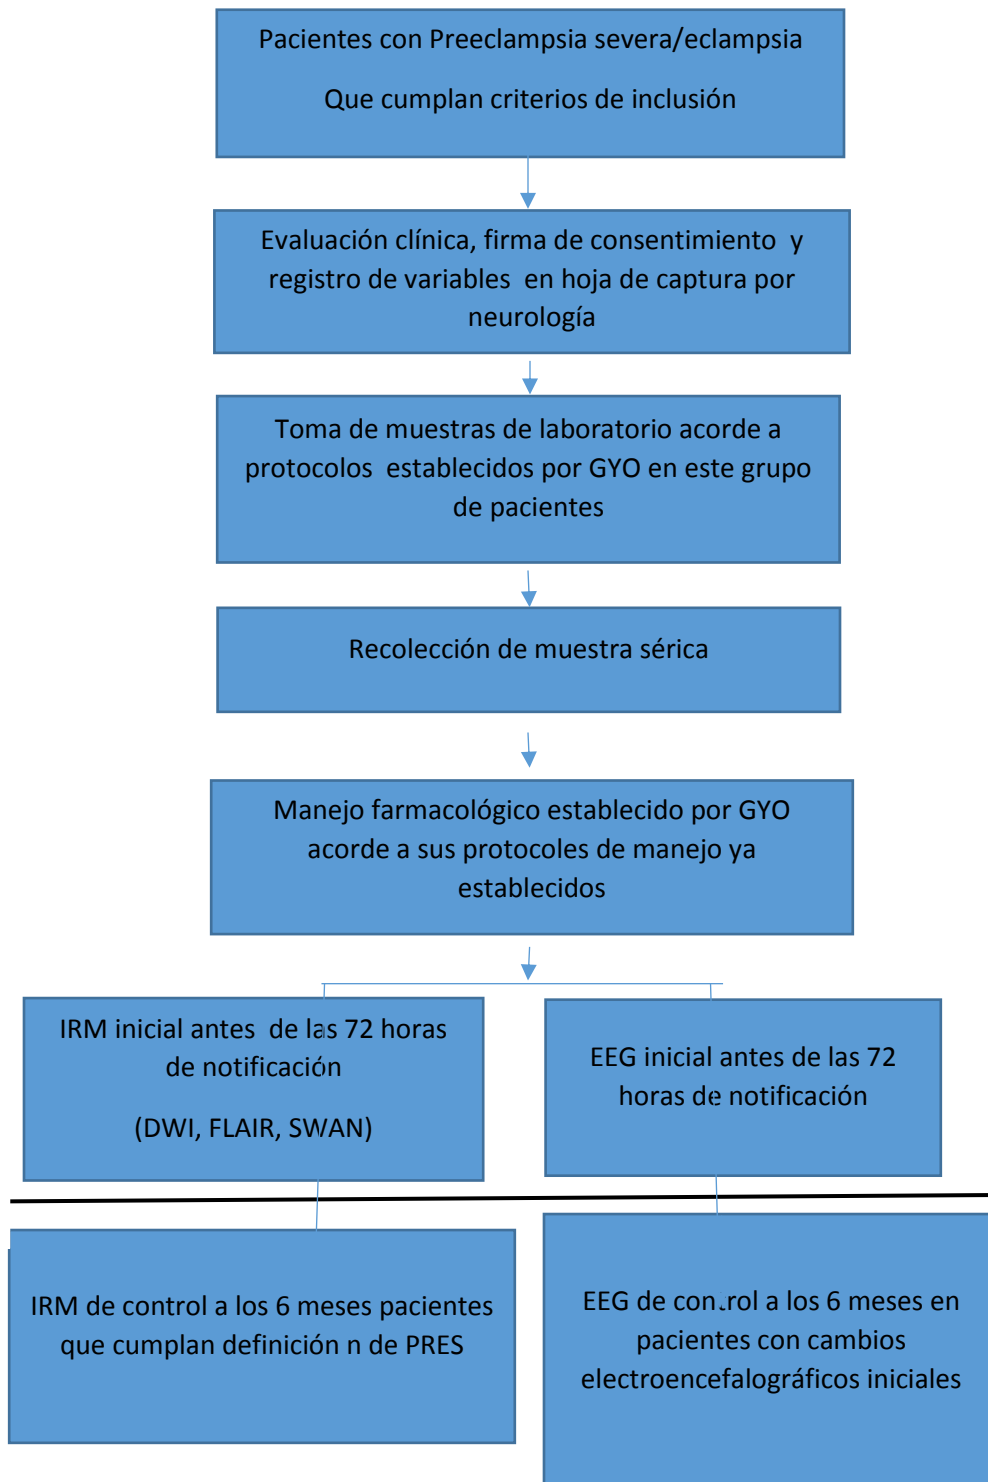 Pacientes con Preeclampsia severa/eclampsia
Que cumplan criterios de inclusión
Evaluación clínica, firma de consentimiento y
registro de variables en hoja de captura por
neurología
Toma de muestras de laboratorio acorde a
protocolos establecidos por GYO en este grupo
de pacientes
Recolección de muestra sérica
Manejo farmacológico establecido por GYO
acorde a sus protocoles de manejo ya
establecidos
IRM inicial antes de las 72 horas
de notificación
(DWI, FLAIR, SWAN)
EEG inicial antes de las 72
horas de notificación
IRM de control a los 6 meses pacientes
que cumplan definición n de PRES
EEG de control a los 6 meses en
pacientes con cambios
electroencefalográficos iniciales